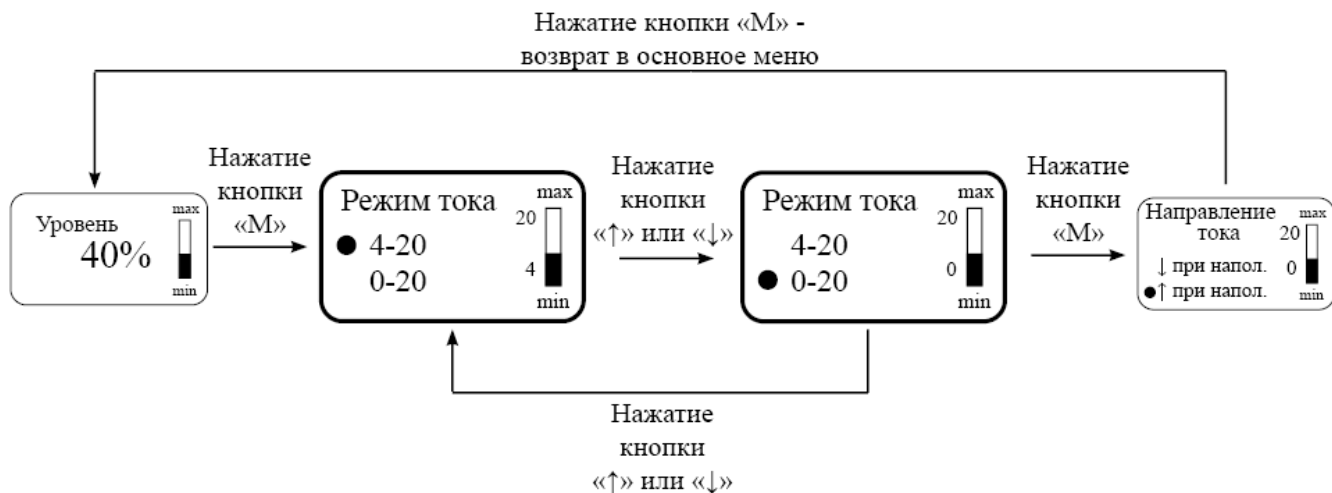 Нажатие кнопки «М» -
возврат в основное меню
Нажатие
кнопки
«М»
Нажатие
кнопки
«↑» или «↓»
Нажатие
кнопки
«М»
Уровень
40%
max
min
Режим тока
4-20
0-20
max
20
4
min
Режим тока
4-20
0-20
max
20
0
min
Направление
тока
↓ при напол.
↑ при напол.
max
20
0
min
Нажатие
кнопки
«↑» или «↓»